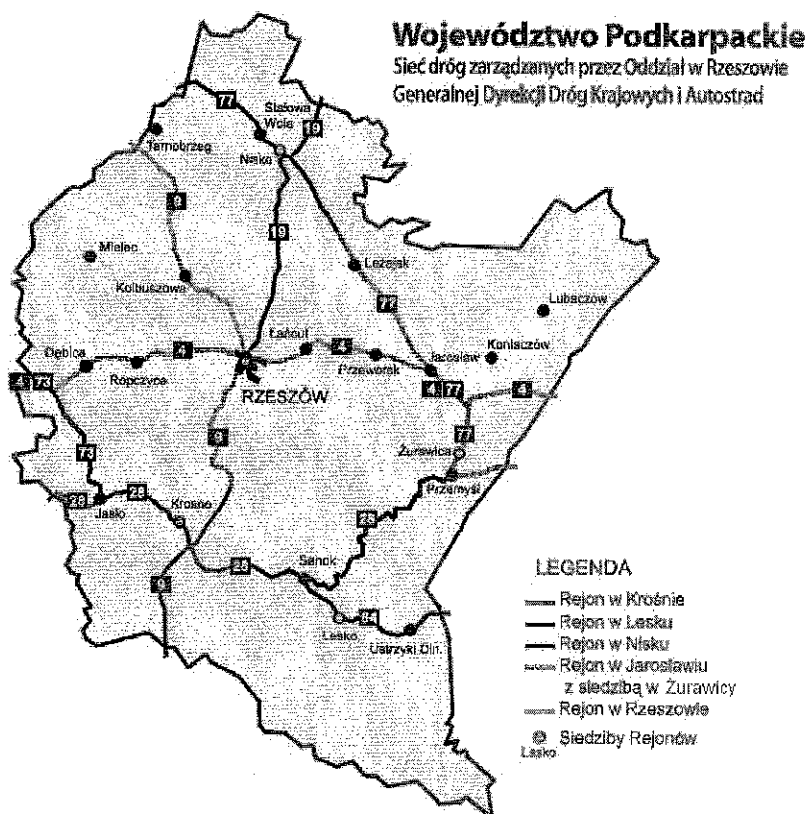 Województwo Podkarpackie
Sieć dróg zarządzanych przez Oddział w Rzeszowie
Generalnej Dyrekcji Dróg Krajowych i Autostrad
77
Stalowa
Wola
19
Tarnobrzeg
Nisko
9
19
Mielec
Kolbuszowa
Leżajsk
77
Lubaczów
Dębica
4
Łańcut
4
Koniaczów
Ropczyce
Przeworsk
Jarosław
4 73
RZESZÓW
4 77
4
9
77
73
Żurawica
Przemyśl
28
28
Jasło
Krosno
28
28
Sanok
9
84
Lesko
Ustrzyki Dln.
LEGENDA
Rejon w Krośnie
Rejon w Lesku
Rejon w Nisku
Rejon w Jarosławiu
z siedzibą w Żurawicy
Rejon w Rzeszowie
Siedziby Rejonów
Lesko